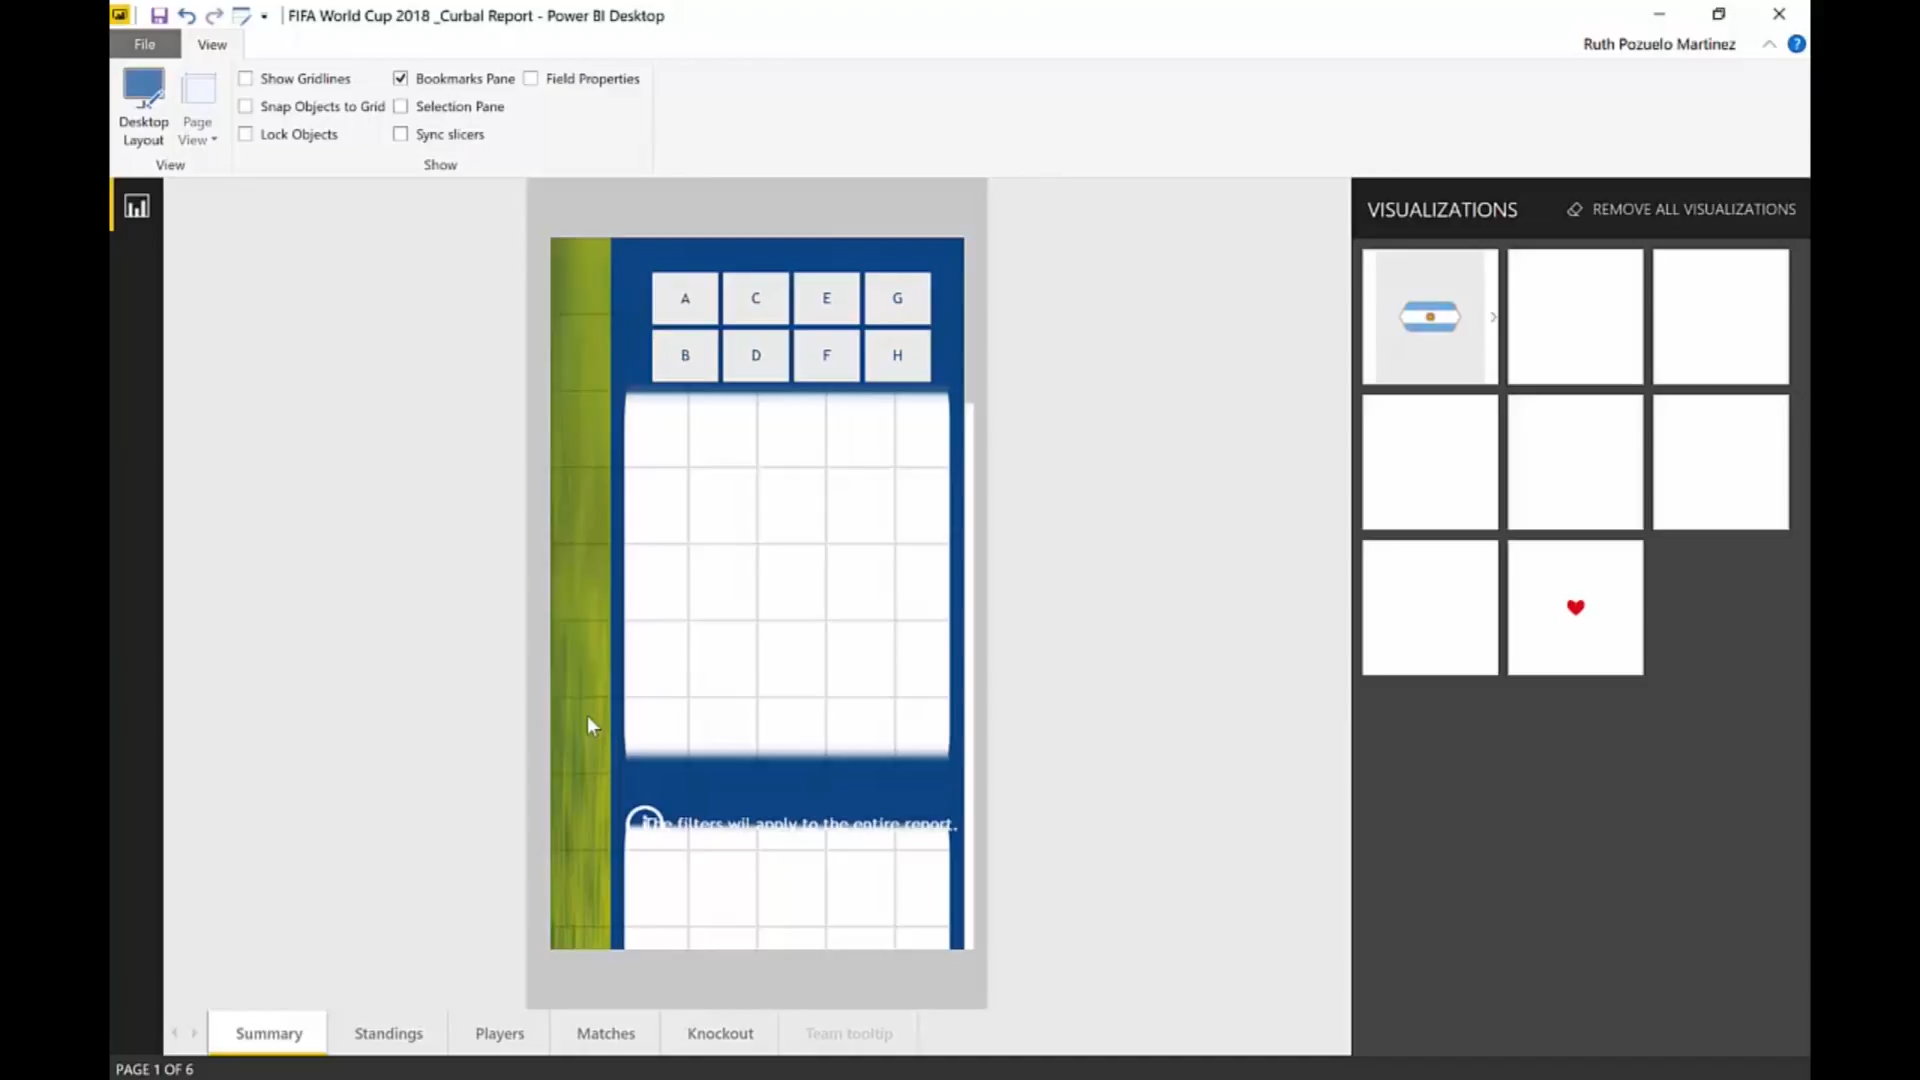 FIFA World Cup 2018 _Curbal Report - Power BI Desktop
File
View
Ruth Pozuelo Martinez
?
Desktop Layout
Page View
Show Gridlines
Snap Objects to Grid
Lock Objects
Bookmarks Pane
Selection Pane
Sync slicers
Field Properties
View
Show
VISUALIZATIONS
REMOVE ALL VISUALIZATIONS
A C E G
B D F H
The filters wil apply to the entire report.
Summary
Standings
Players
Matches
Knockout
Team tooltip
PAGE 1 OF 6